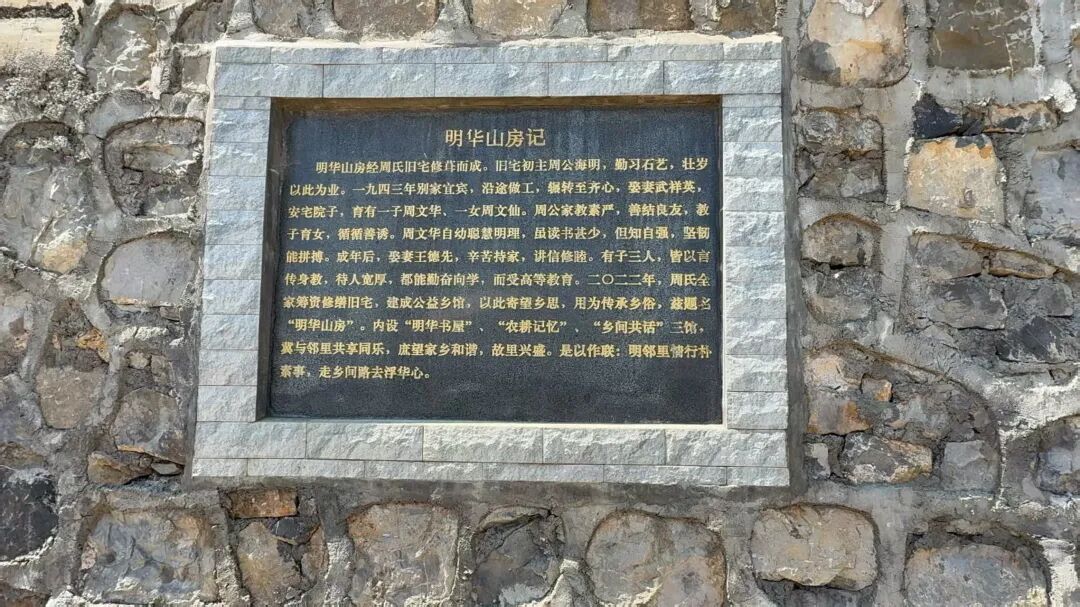 明华山房记
明华山房经周氏旧宅修葺而成。旧宅初主周公海明，勤习石艺，壮岁
以此为业。一九四三年别家宜宾，沿途做工，辗转至齐心，娶妻武祥英，
安宅院子，育有一子周文华、一女周文仙。周公家教素严，善结良友，教
子育女，循循善诱。周文华自幼聪慧明理，虽读书甚少，但知自强，坚韧
能拼搏。成年后，娶妻王德先，辛苦持家，讲信修睦。有子三人，皆以言
传身教，待人宽厚，都能勤奋向学，而受高等教育。二〇二二年，周氏全
家筹资修缮旧宅，建成公益乡馆，以此寄望乡思，用为传承乡俗，兹题名
“明华山房”。内设“明华书屋”、“农耕记忆”、“乡间共话”三馆，
冀与邻里共享同乐，庶望家乡和谐，故里兴盛。是以作联：明邻里情行朴
素事，走乡间路去浮华心。